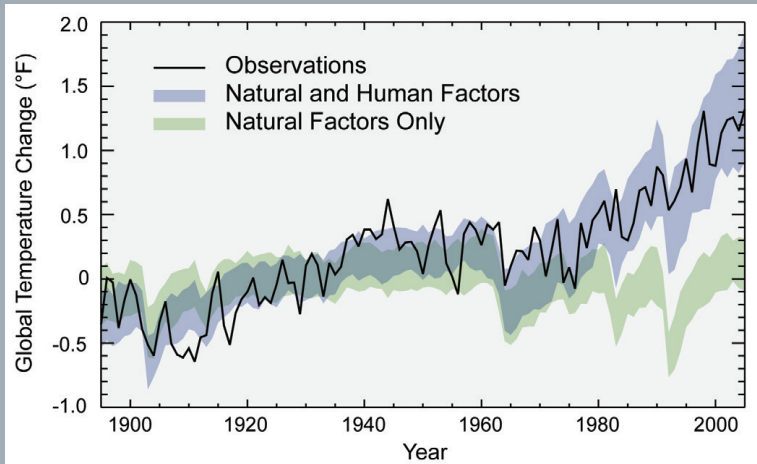 2.0
1.5
1.0
0.5
0
-0.5
-1.0
Global Temperature Change (°F)
Observations
Natural and Human Factors
Natural Factors Only
1900 1920 1940 1960 1980 2000
Year